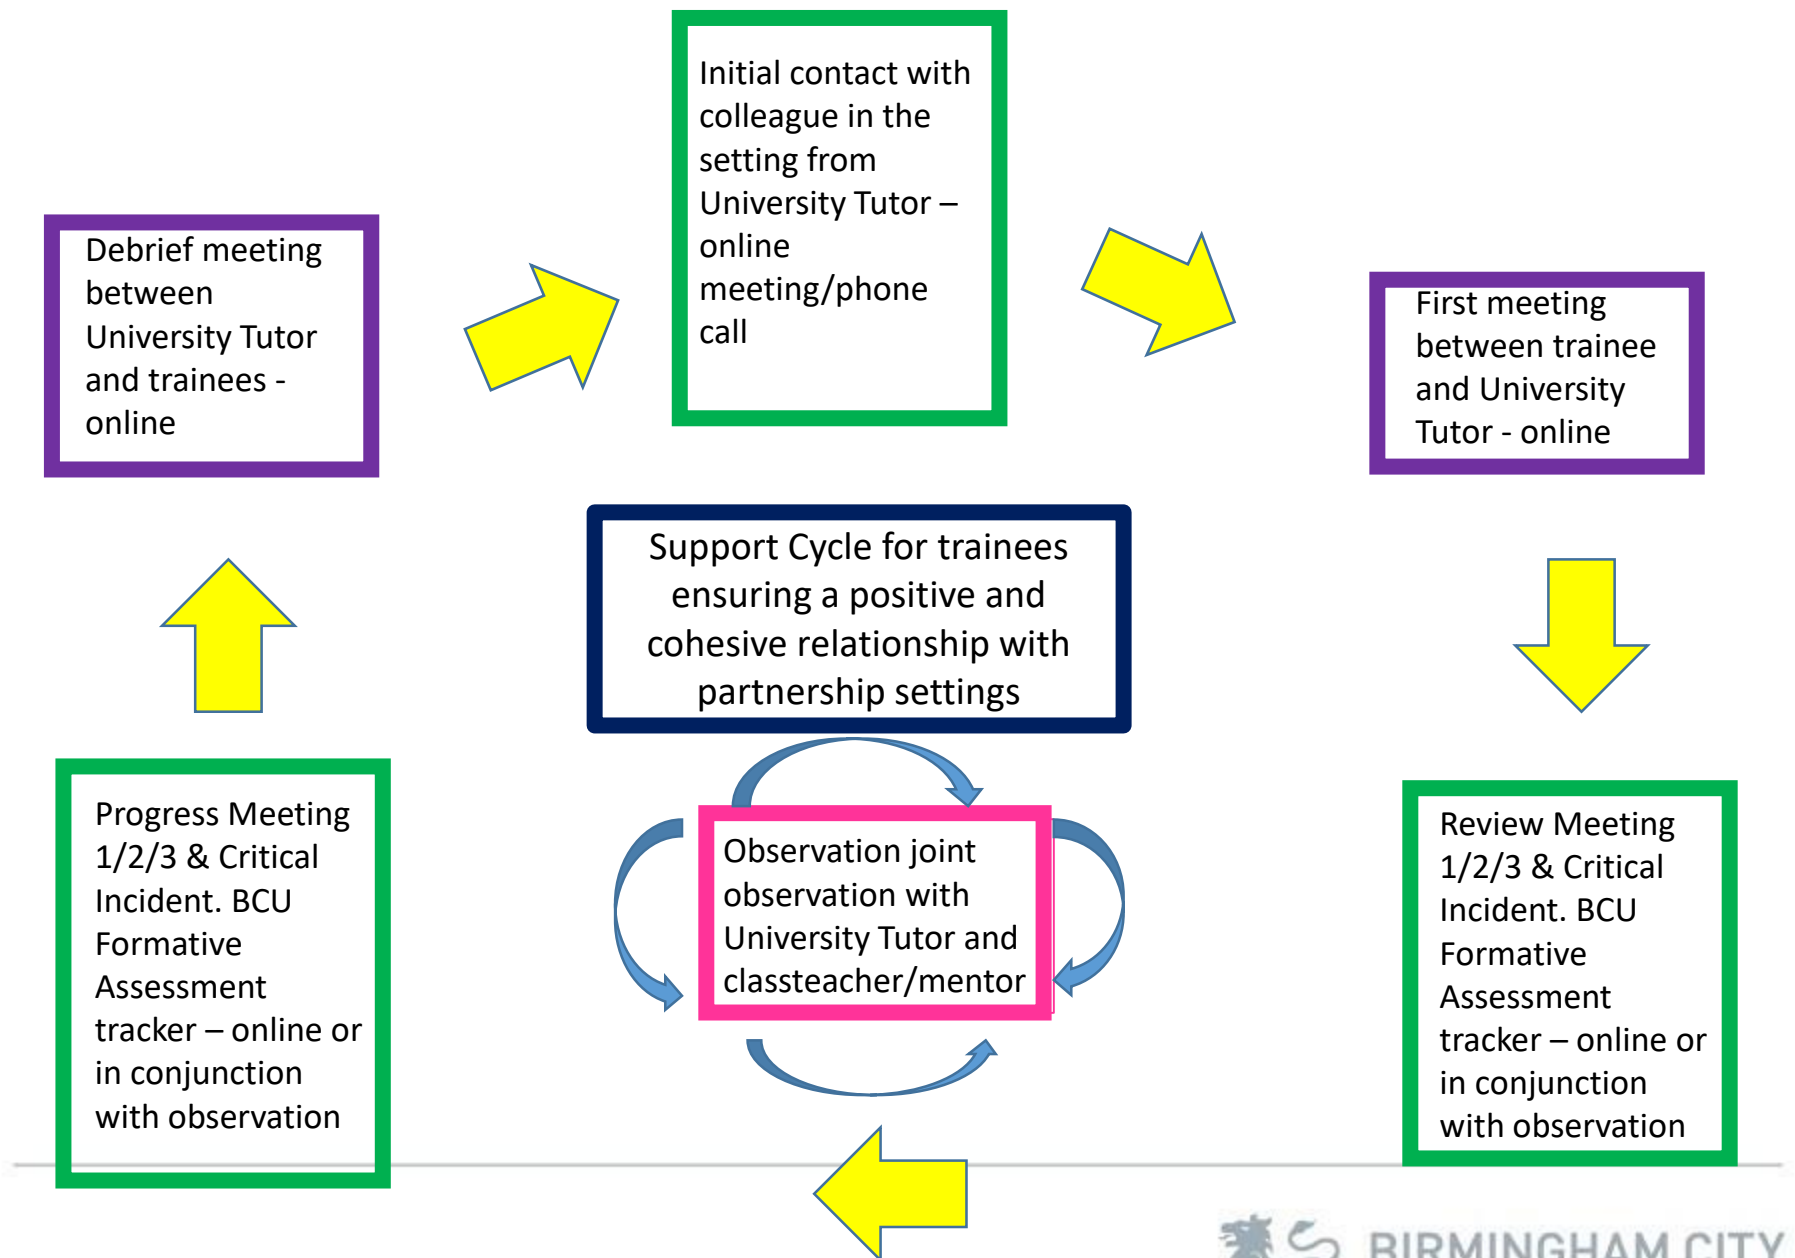 Initial contact with
colleague in the
setting from
University Tutor –
online
meeting/phone
call
Debrief meeting
between
University Tutor
and trainees -
online
First meeting
between trainee
and University
Tutor - online
Support Cycle for trainees
ensuring a positive and
cohesive relationship with
partnership settings
Progress Meeting
1/2/3 & Critical
Incident. BCU
Formative
Assessment
tracker – online or
in conjunction
with observation
Observation joint
observation with
University Tutor and
classteacher/mentor
Review Meeting
1/2/3 & Critical
Incident. BCU
Formative
Assessment
tracker – online or
in conjunction
with observation
BIRMINGHAM CITY